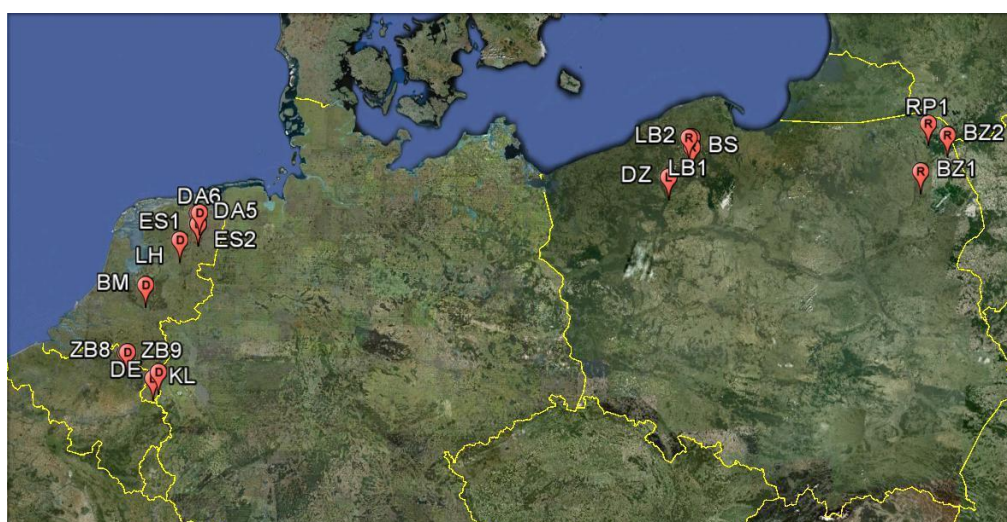 RP1
R
LB2
R
BS
R
BZ2
LB1
DZ
R
BZ1
DA6
D
DA5
ES1
D
ES2
LH
BM
D
ZB8
D
ZB9
DE
D
KL